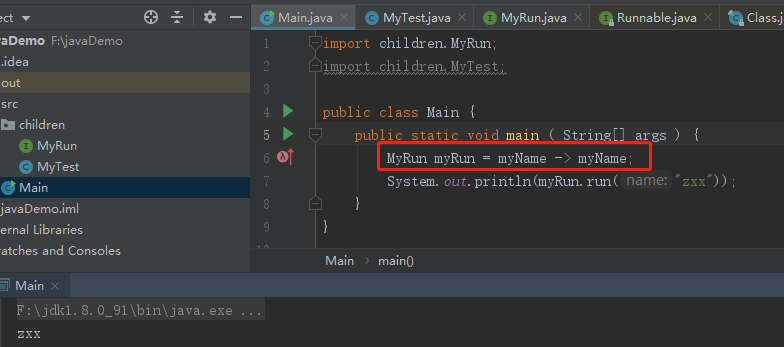 ect
Main.java
MyTest.java
MyRun.java
Runnable.java
Class.j
vaDemo F:\javaDemo
.idea
out
src
children
MyRun
MyTest
Main
javaDemo.iml
ernal Libraries
ratches and Consoles
1 import children.MyRun;
2 import children.MyTest;
4 public class Main {
5 public static void main ( String[] args ) {
6 MyRun myRun = myName -> myName;
7 System.out.println(myRun.run( name: "zxx"));
8 }
9 }
Main > main()
Main
F:\jdk1.8.0_91\bin\java.exe ...
zxx